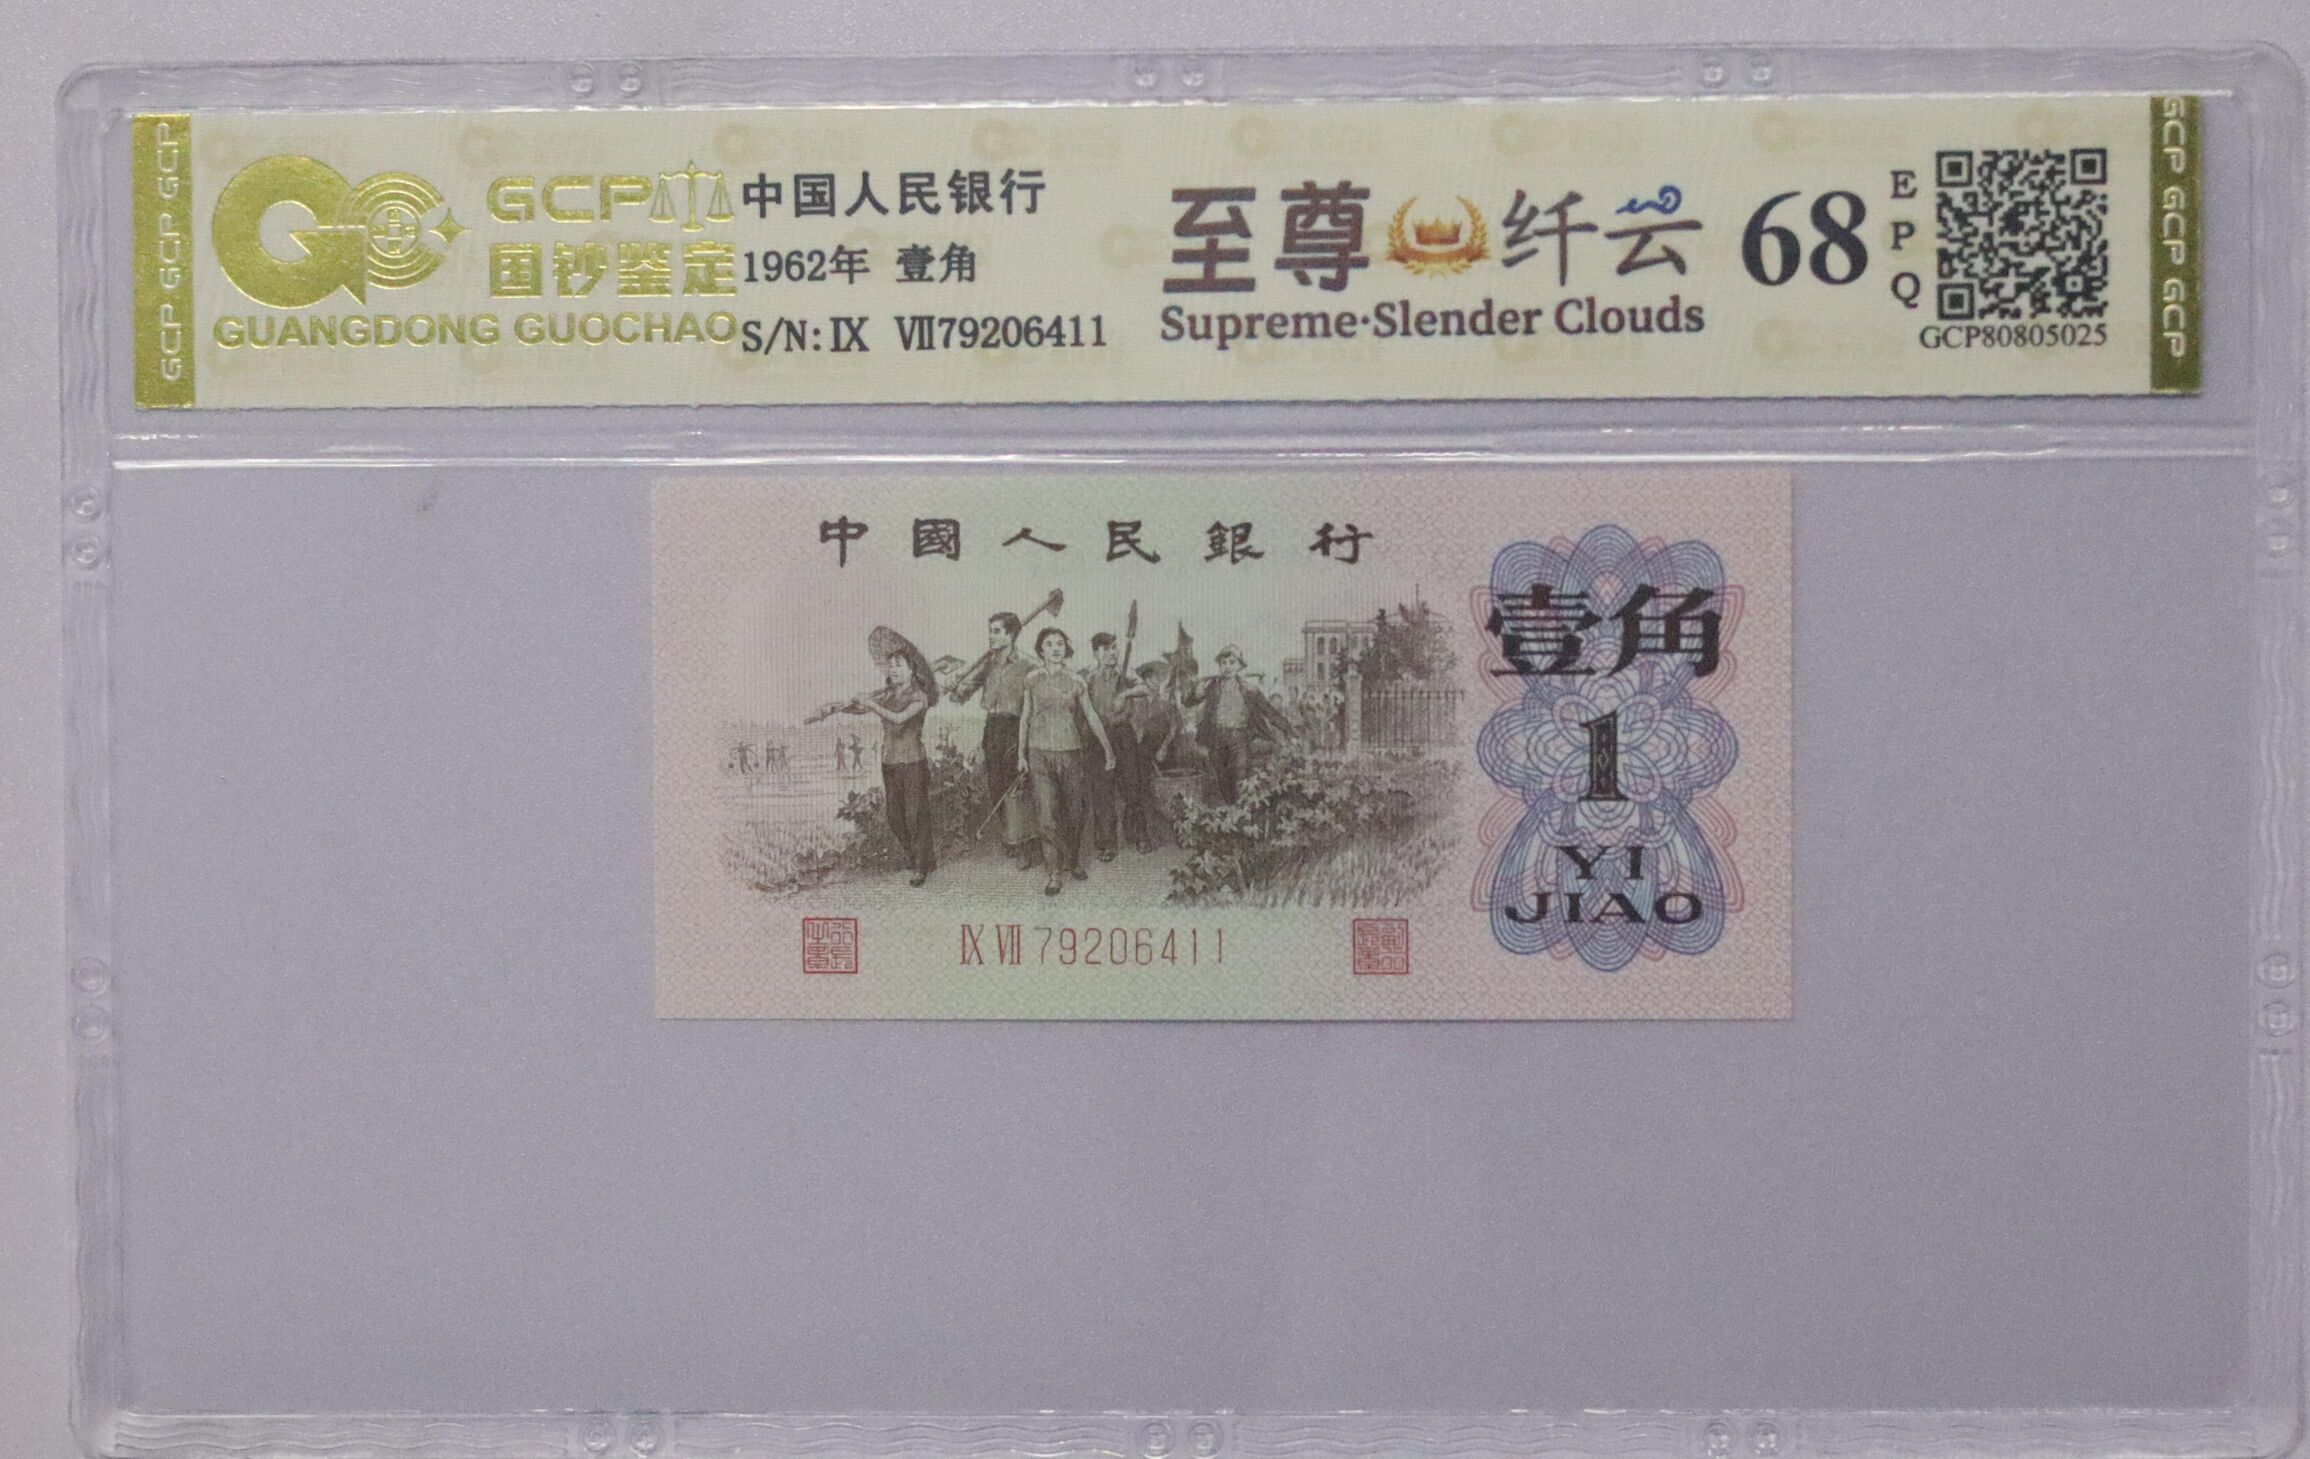 GCP GCP GCP
GCP
国钞鉴定
GUANGDONG GUOCHAO
中国人民银行
1962年 壹角
S/N: Ⅸ Ⅶ79206411
至尊 纤云
Supreme·Slender Clouds
68
E
P
Q
GCP80805025
GCP GCP GCP
中國人民銀行
壹角
1
YI
JIAO
Ⅸ Ⅶ 79206411